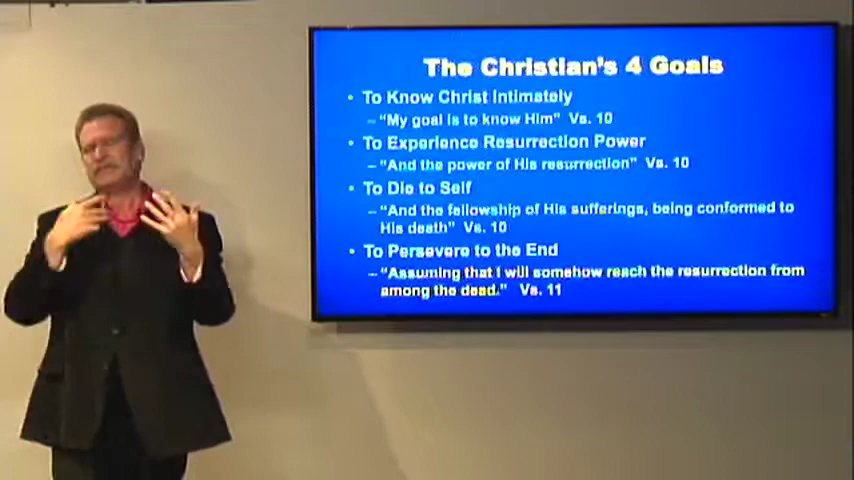 The Christian's 4 Goals
• To Know Christ Intimately
– "My goal is to know Him" Vs. 10
• To Experience Resurrection Power
– "And the power of His resurrection" Vs. 10
• To Die to Self
– "And the fellowship of His sufferings, being conformed to
His death" Vs. 10
• To Persevere to the End
– "Assuming that I will somehow reach the resurrection from
among the dead." Vs. 11